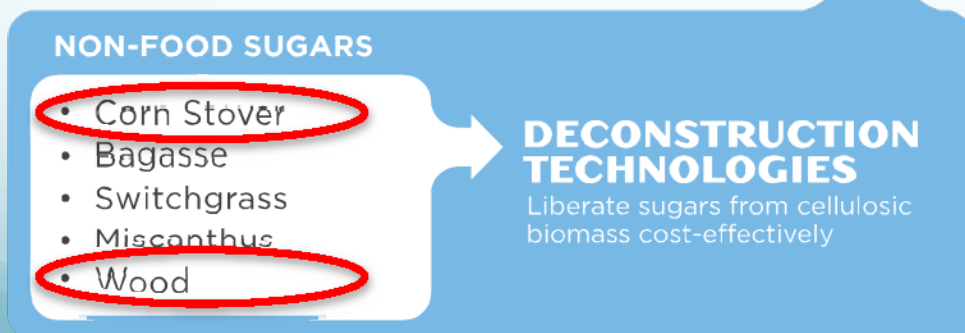 NON-FOOD SUGARS
• Corn Stover
• Bagasse
• Switchgrass
• Miscanthus
• Wood
DECONSTRUCTION
TECHNOLOGIES
Liberate sugars from cellulosic
biomass cost-effectively